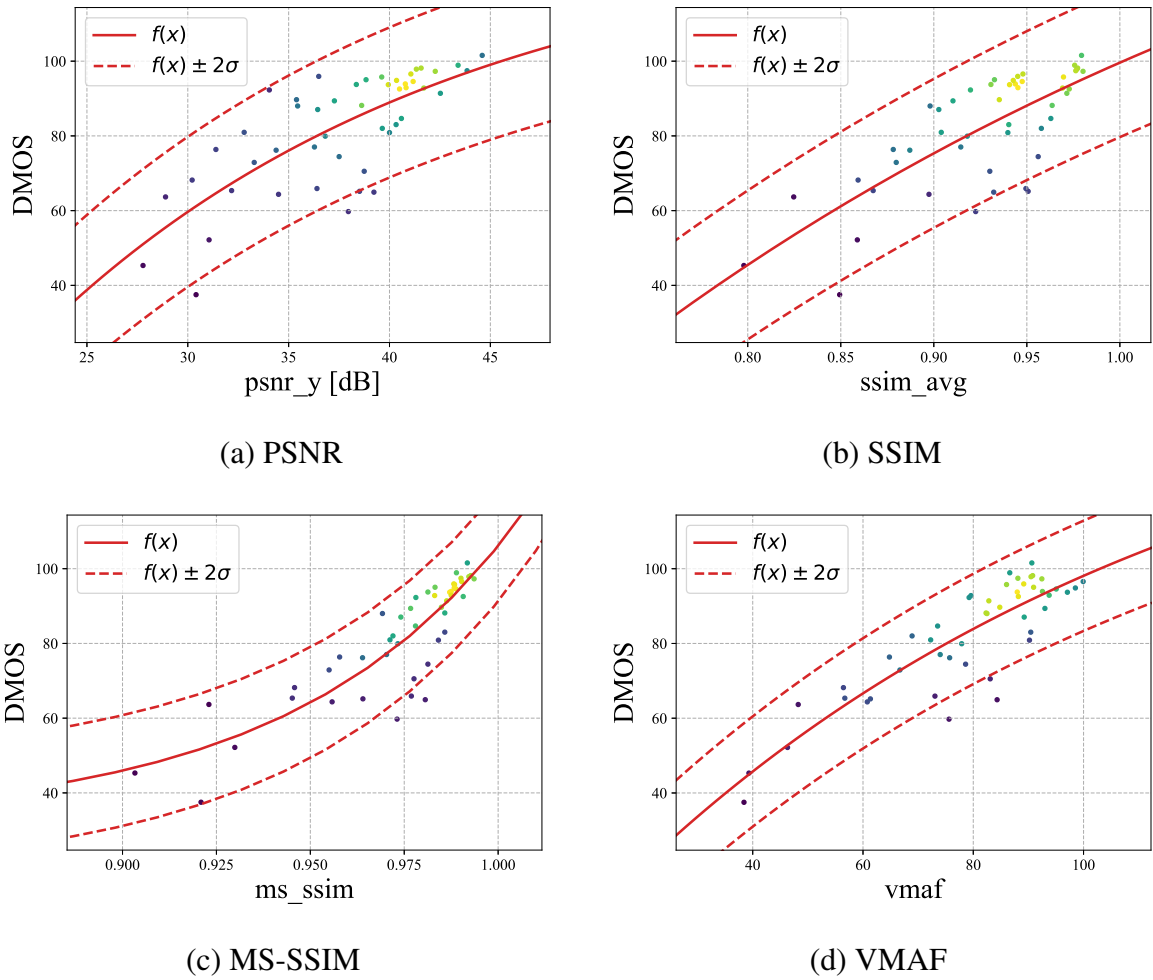 f(x)
f(x) ± 2σ
100
80
60
40
DMOS
25 30 35 40 45
psnr_y [dB]
(a) PSNR
f(x)
f(x) ± 2σ
100
80
60
40
DMOS
0.80 0.85 0.90 0.95 1.00
ssim_avg
(b) SSIM
f(x)
f(x) ± 2σ
100
80
60
40
DMOS
0.900 0.925 0.950 0.975 1.000
ms_ssim
(c) MS-SSIM
f(x)
f(x) ± 2σ
100
80
60
40
DMOS
40 60 80 100
vmaf
(d) VMAF